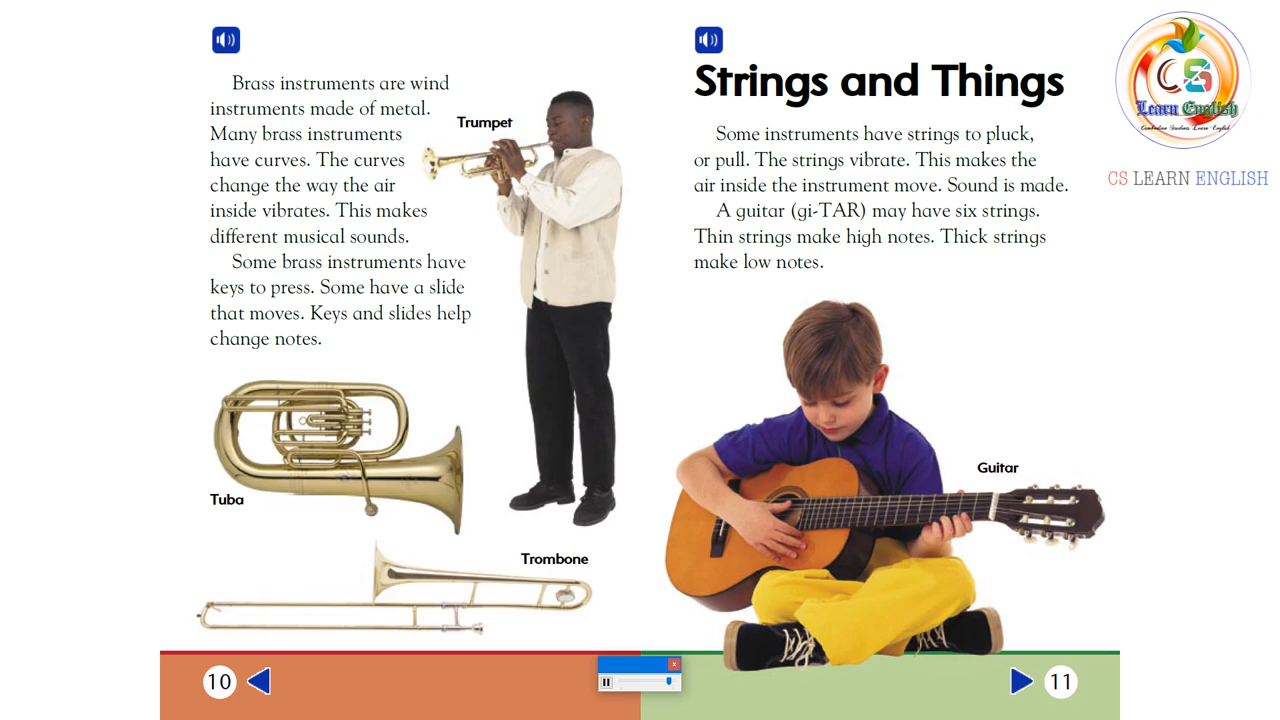 Brass instruments are wind
instruments made of metal.
Many brass instruments
have curves. The curves
change the way the air
inside vibrates. This makes
different musical sounds.
Some brass instruments have
keys to press. Some have a slide
that moves. Keys and slides help
change notes.
Trumpet
Tuba
Trombone
10
Strings and Things
Some instruments have strings to pluck,
or pull. The strings vibrate. This makes the
air inside the instrument move. Sound is made.
A guitar (gi-TAR) may have six strings.
Thin strings make high notes. Thick strings
make low notes.
Guitar
11
CS
Learn English
Cambodian Students Learn English
CS LEARN ENGLISH
x